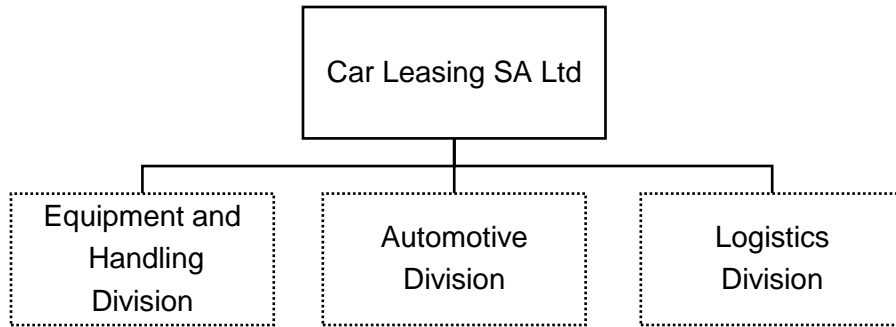 Car Leasing SA Ltd
Equipment and
Handling
Division
Automotive
Division
Logistics
Division